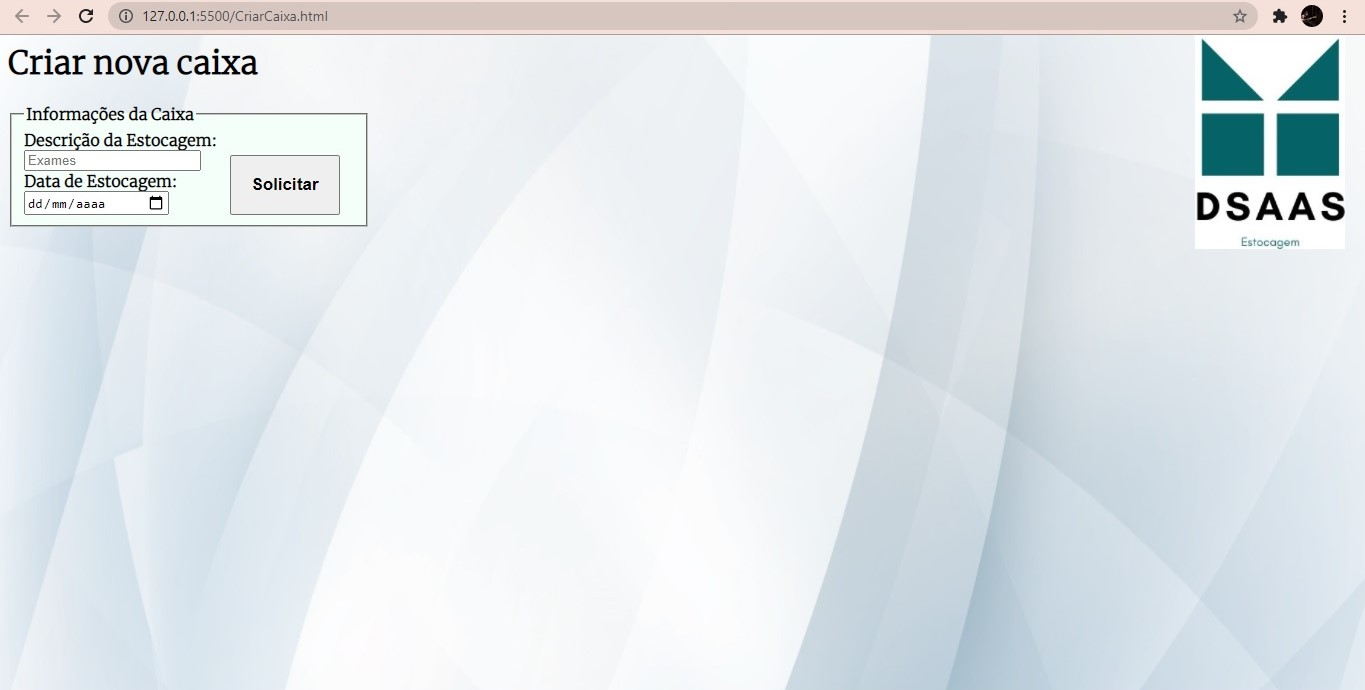 127.0.0.1:5500/CriarCaixa.html
Criar nova caixa
Informações da Caixa
Descrição da Estocagem:
Exames
Data de Estocagem:
dd/mm/aaaa
Solicitar
DSAAS
Estocagem